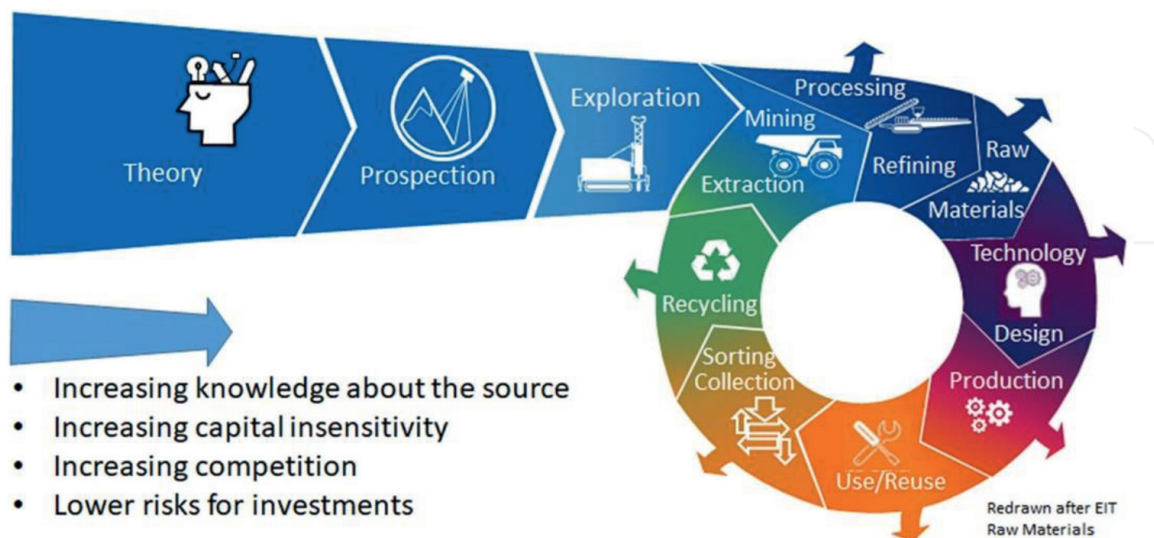 Theory
Prospection
Exploration
Mining
Extraction
Processing
Refining
Raw
Materials
Technology
Design
Production
Use/Reuse
Sorting
Collection
Recycling
• Increasing knowledge about the source
• Increasing capital insensitivity
• Increasing competition
• Lower risks for investments
Redrawn after EIT
Raw Materials